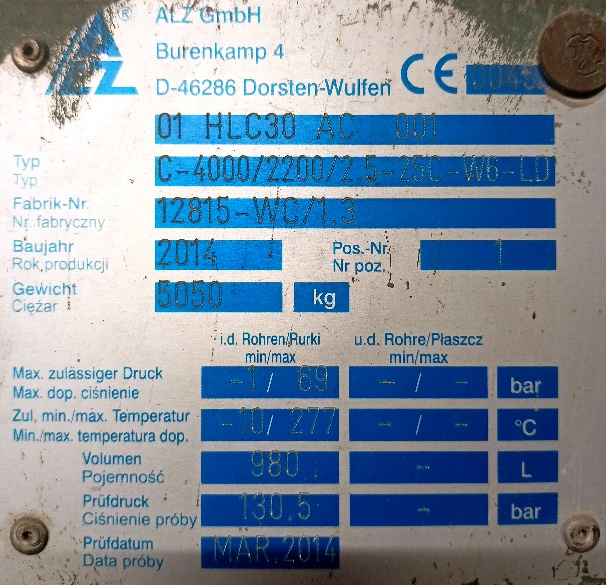 ALZ ®
ALZ GmbH
Burenkamp 4
D-46286 Dorsten-Wulfen CE
01 HLC30 AC 001
Typ
Typ
C-4000/2200/2.5-25C-W6-LD
Fabrik-Nr.
Nr fabryczny
12815-WC/1.3
Baujahr
Rok produkcji
2014
Pos.-Nr.
Nr poz.
1
Gewicht
Ciężar
5050 kg
i.d. Rohren/Rurki
min/max
u.d. Rohre/Płaszcz
min/max
Max. zulässiger Druck
Max. dop. ciśnienie
-1 / 69 - / - bar
Zul, min./max. Temperatur
Min./max. temperatura dop.
-10 / 277 - / - °C
Volumen
Pojemność
980 - L
Prüfdruck
Ciśnienie próby
130.5 - bar
Prüfdatum
Data próby
MÄR.2014